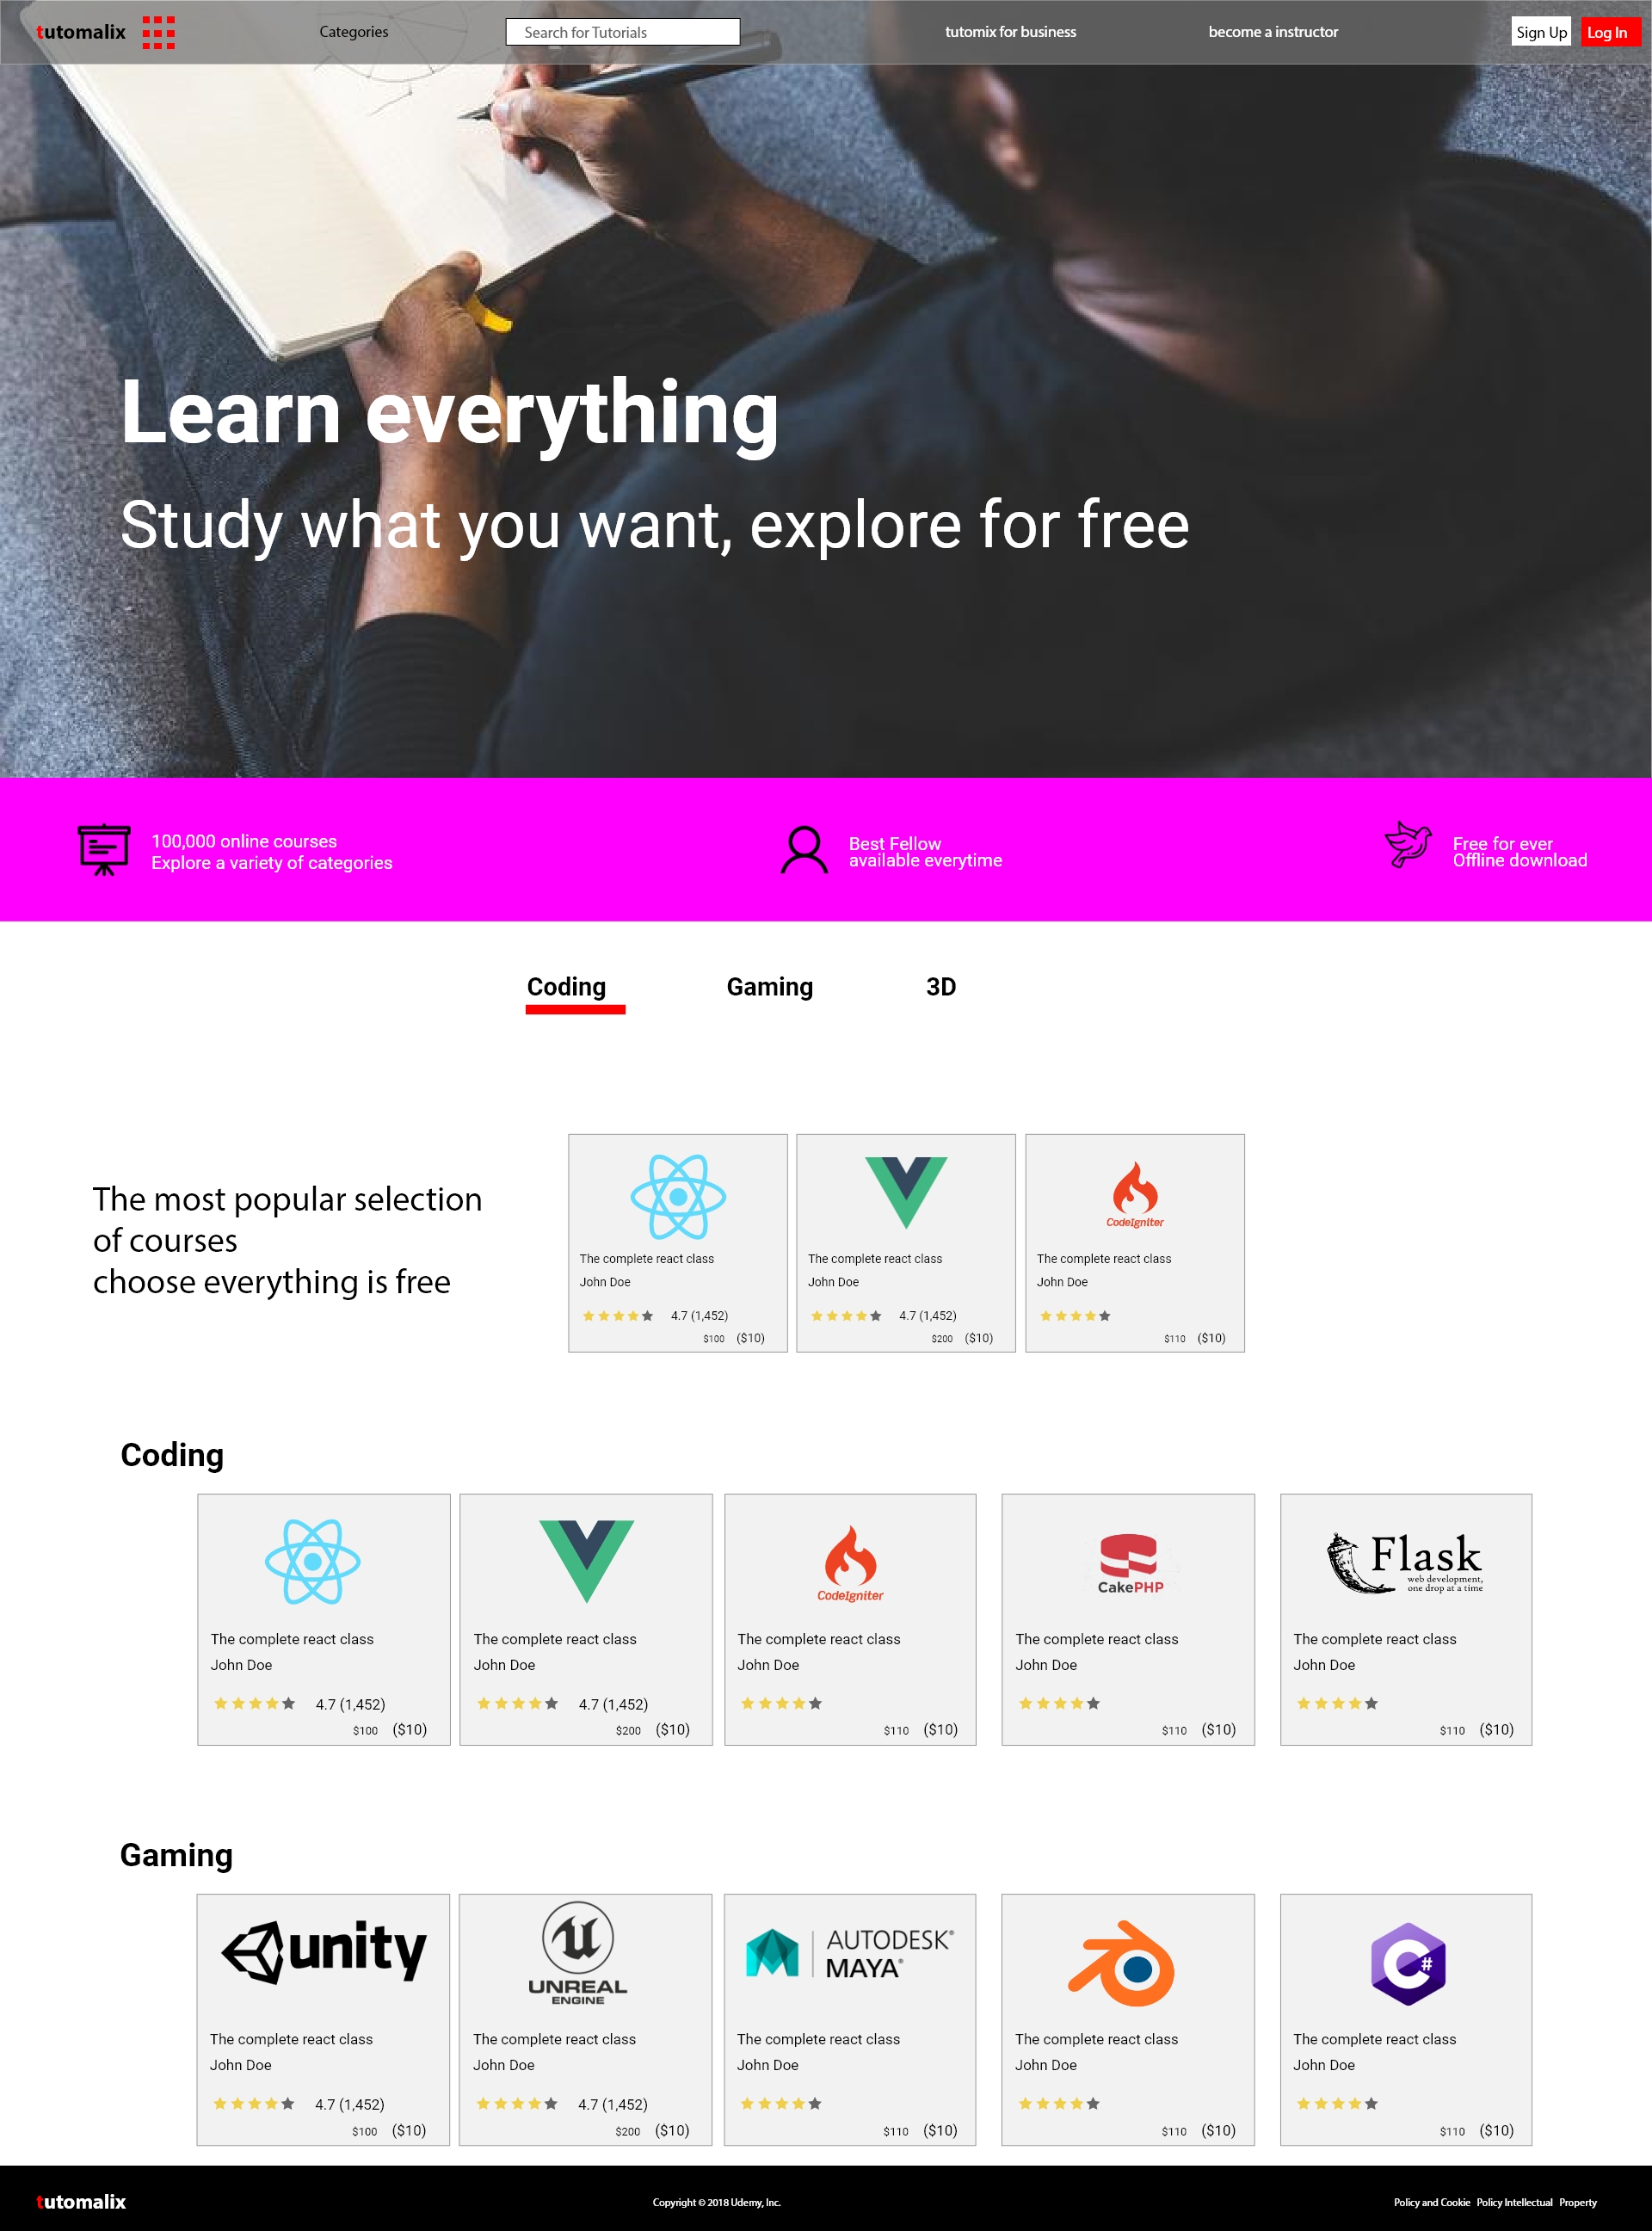 tutomalix
Categories
Search for Tutorials
tutomix for business
become a instructor
Sign Up
Log In
Learn everything
Study what you want, explore for free
100,000 online courses
Explore a variety of categories
Best Fellow
available everytime
Free for ever
Offline download
Coding
Gaming
3D
The most popular selection
of courses
choose everything is free
The complete react class
John Doe
4.7 (1,452)
$100 ($10)
The complete react class
John Doe
4.7 (1,452)
$200 ($10)
CodeIgniter
The complete react class
John Doe
$110 ($10)
Coding
The complete react class
John Doe
4.7 (1,452)
$100 ($10)
The complete react class
John Doe
4.7 (1,452)
$200 ($10)
CodeIgniter
The complete react class
John Doe
$110 ($10)
CakePHP
The complete react class
John Doe
$110 ($10)
Flask
web development,
one drop at a time
The complete react class
John Doe
$110 ($10)
Gaming
unity
The complete react class
John Doe
4.7 (1,452)
$100 ($10)
UNREAL
ENGINE
The complete react class
John Doe
4.7 (1,452)
$200 ($10)
AUTODESK®
MAYA®
The complete react class
John Doe
$110 ($10)
The complete react class
John Doe
$110 ($10)
C#
The complete react class
John Doe
$110 ($10)
tutomalix
Copyright © 2018 Udemy, Inc.
Policy and Cookie Policy Intellectual Property